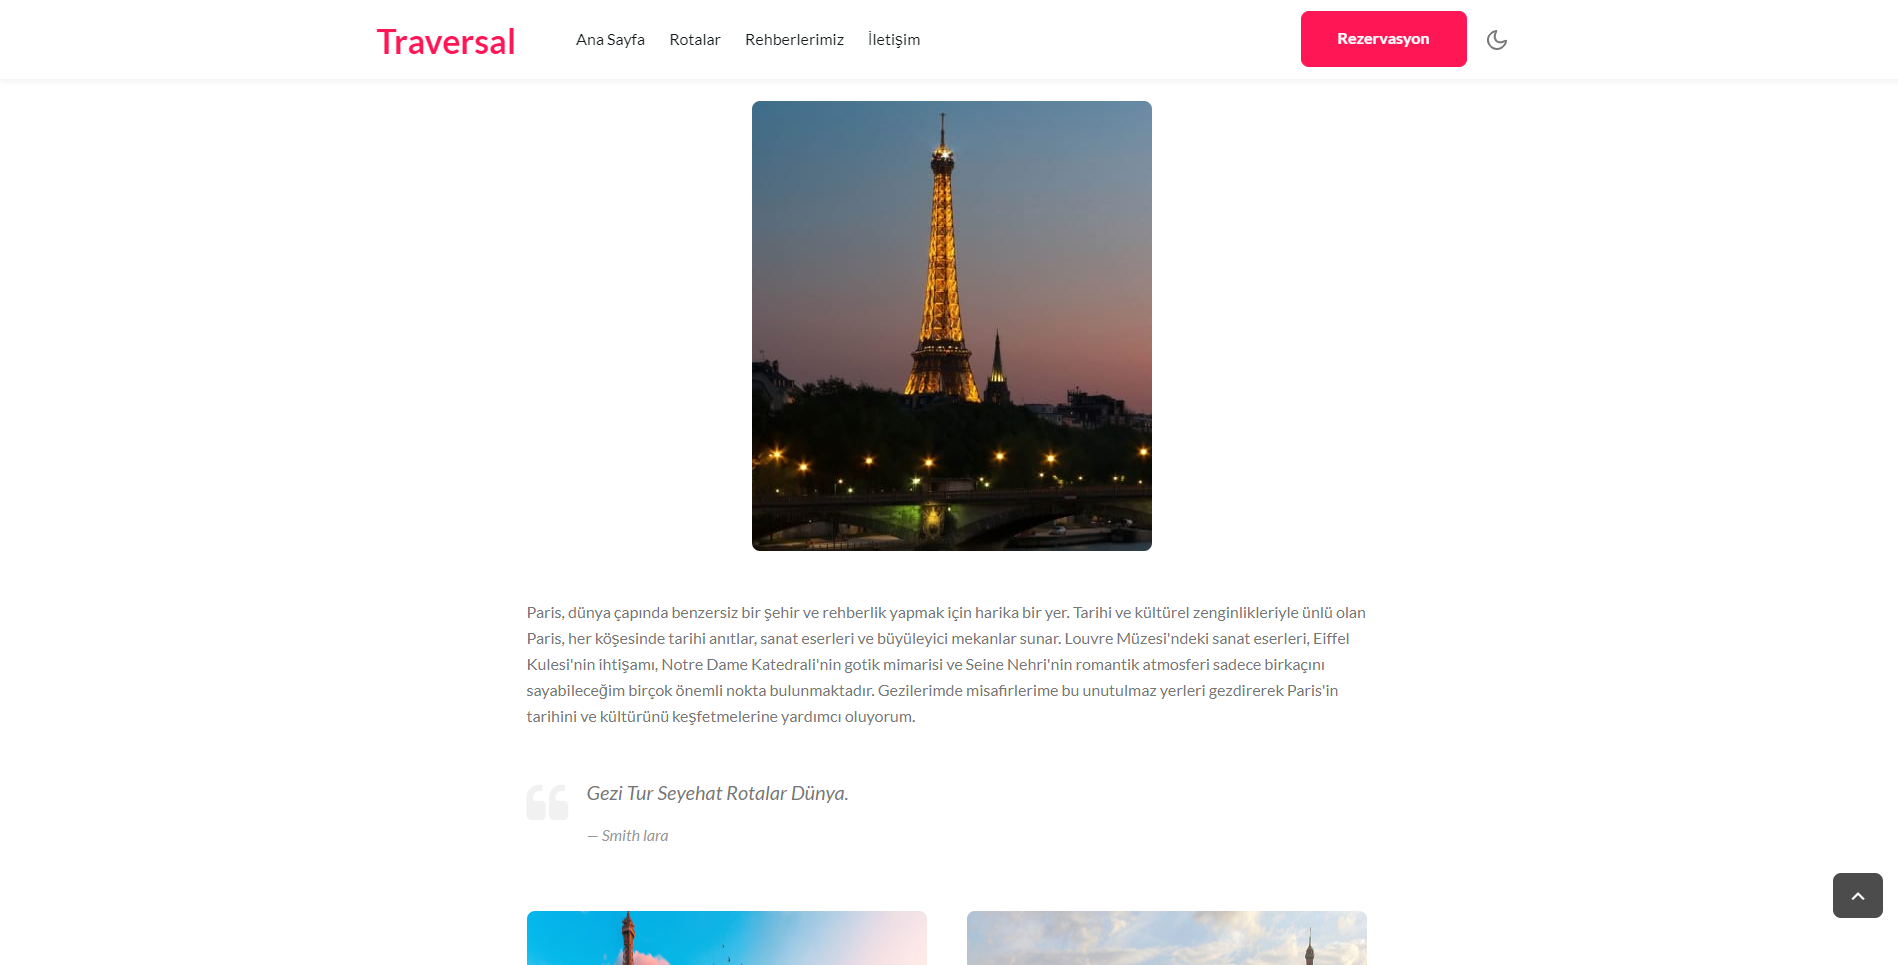 Traversal
Ana Sayfa
Rotalar
Rehberlerimiz
İletişim
Rezervasyon
Paris, dünya çapında benzersiz bir şehir ve rehberlik yapmak için harika bir yer. Tarihi ve kültürel zenginlikleriyle ünlü olan
Paris, her köşesinde tarihi anıtlar, sanat eserleri ve büyüleyici mekanlar sunar. Louvre Müzesi'ndeki sanat eserleri, Eiffel
Kulesi'nin ihtişamı, Notre Dame Katedrali'nin gotik mimarisi ve Seine Nehri'nin romantik atmosferi sadece birkaçını
sayabileceğim birçok önemli nokta bulunmaktadır. Gezilerimde misafirlerime bu unutulmaz yerleri gezdirerek Paris'in
tarihini ve kültürünü keşfetmelerine yardımcı oluyorum.
Gezi Tur Seyehat Rotalar Dünya.
— Smith lara